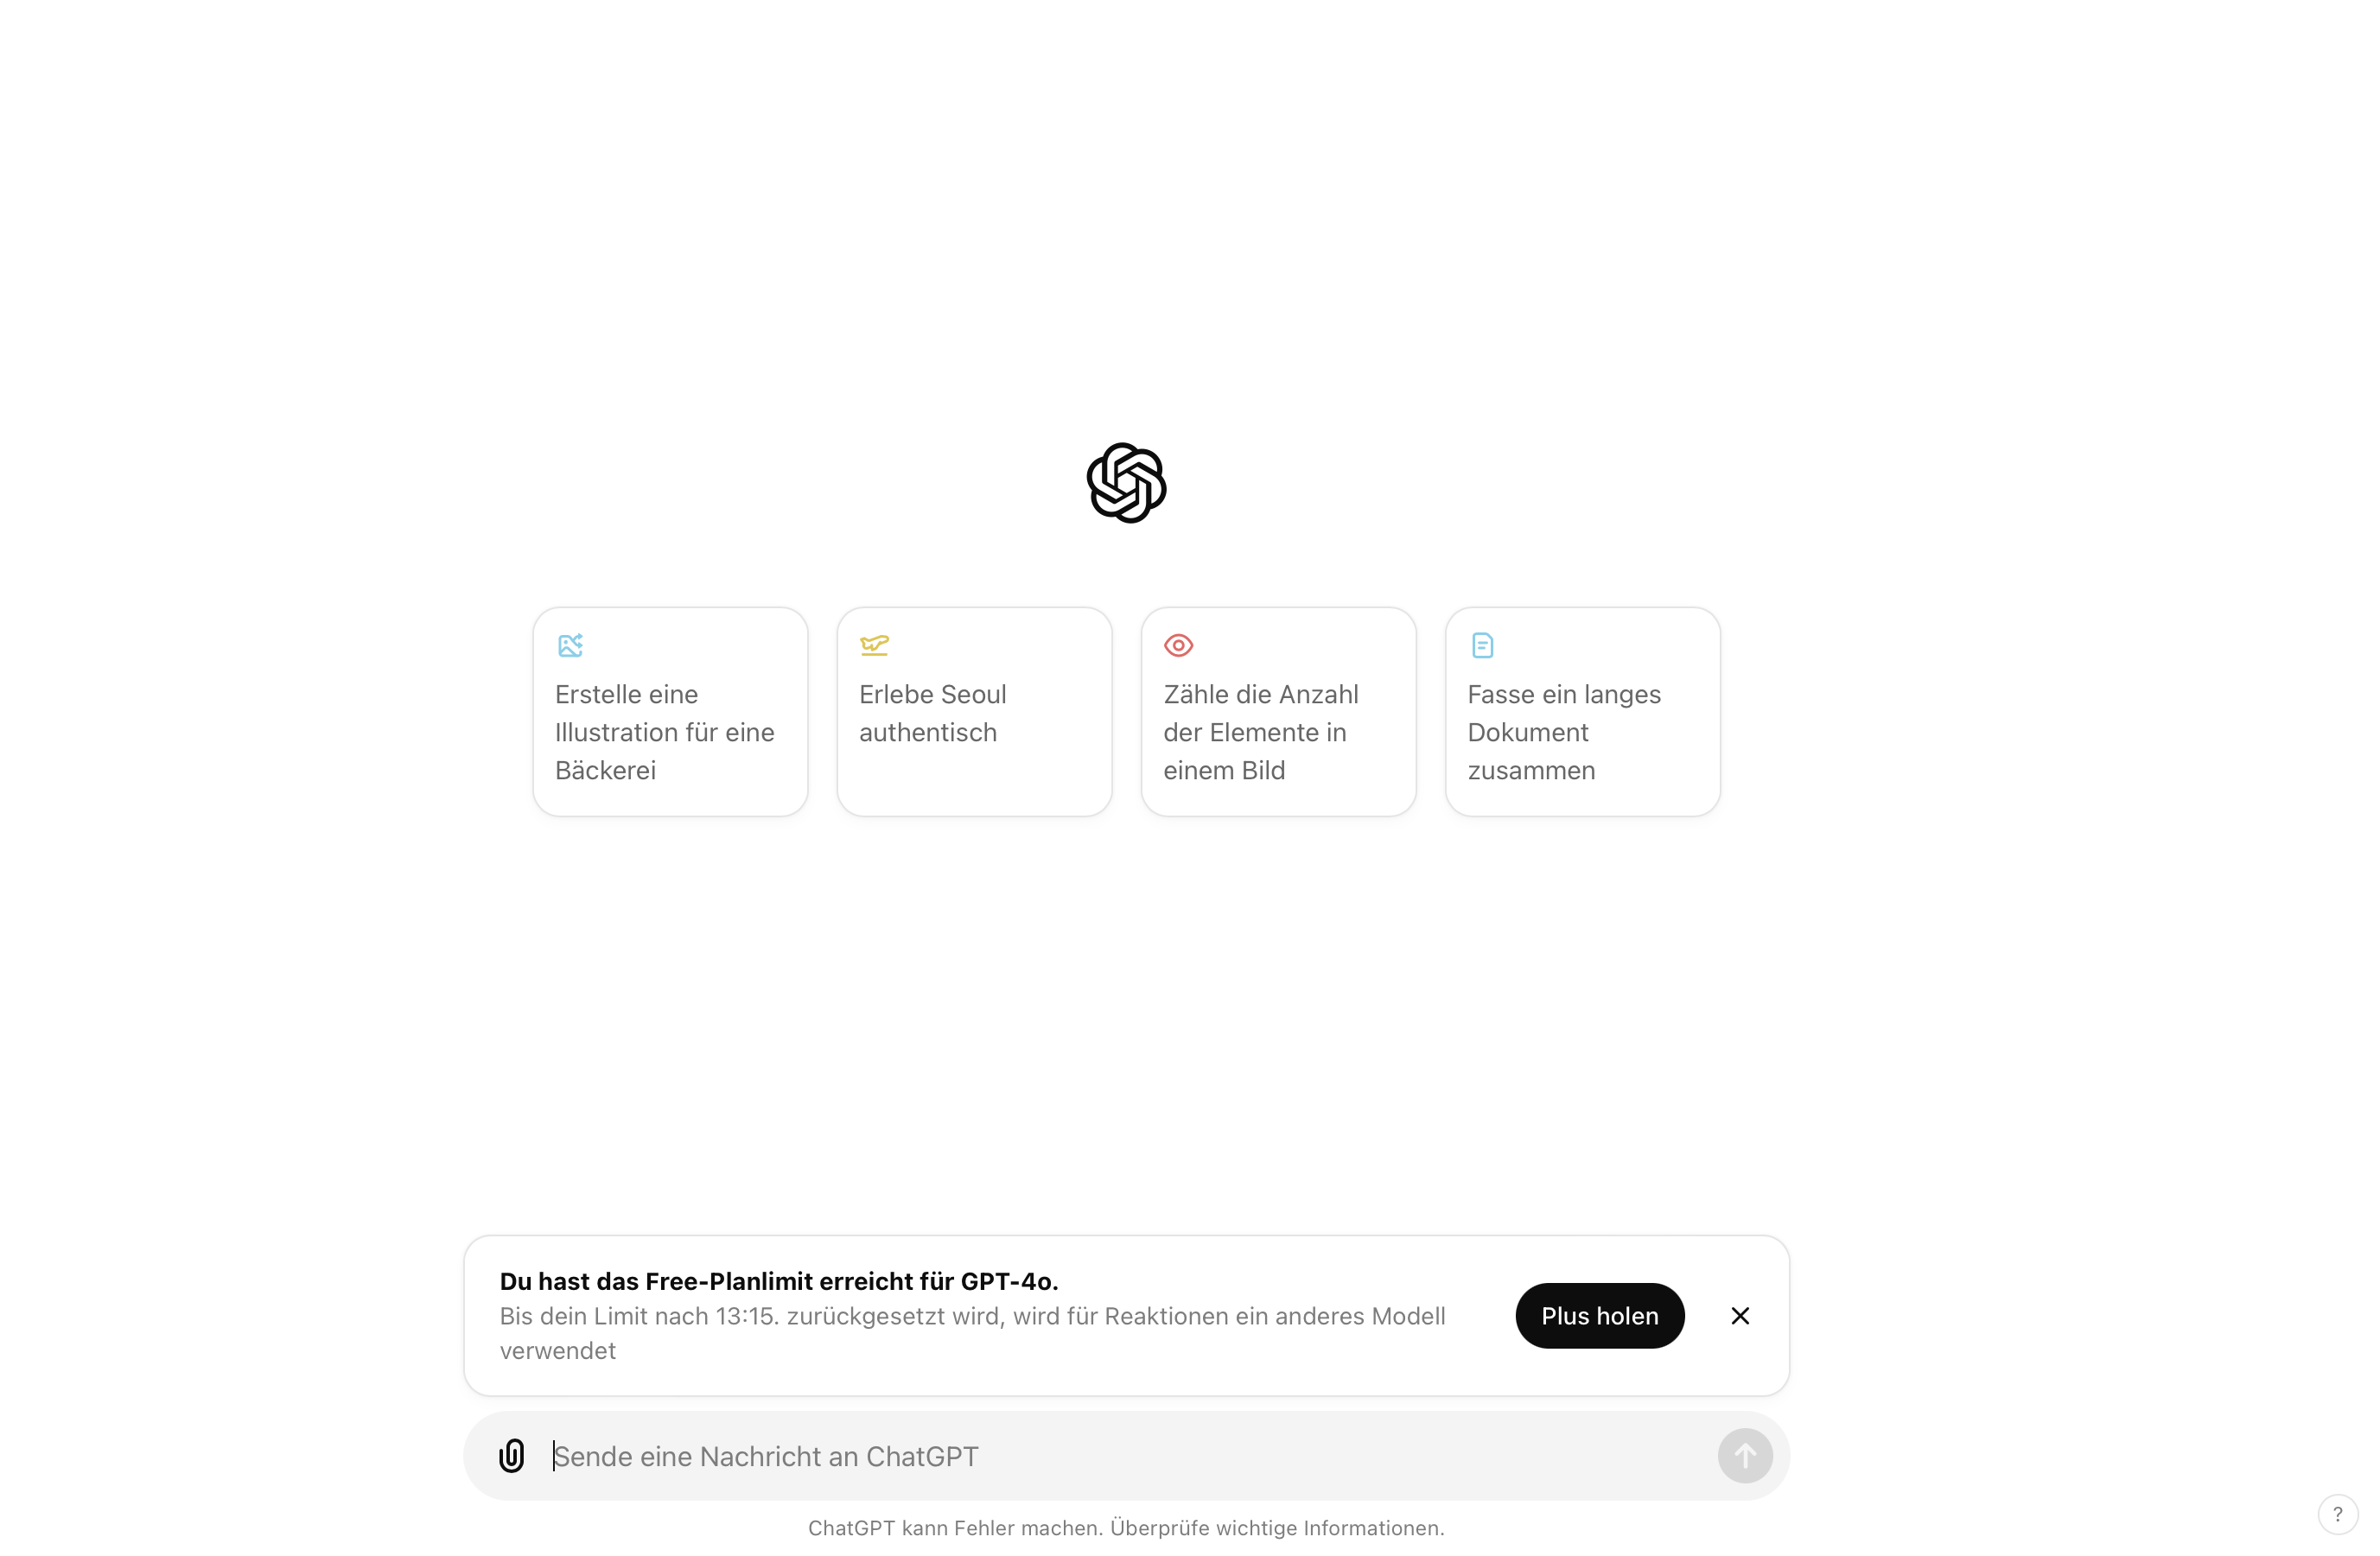 Erstelle eine
Illustration für eine
Bäckerei
Erlebe Seoul
authentisch
Zähle die Anzahl
der Elemente in
einem Bild
Fasse ein langes
Dokument
zusammen
Du hast das Free-Planlimit erreicht für GPT-4o.
Bis dein Limit nach 13:15. zurückgesetzt wird, wird für Reaktionen ein anderes Modell
verwendet
Plus holen
Sende eine Nachricht an ChatGPT
ChatGPT kann Fehler machen. Überprüfe wichtige Informationen.
?